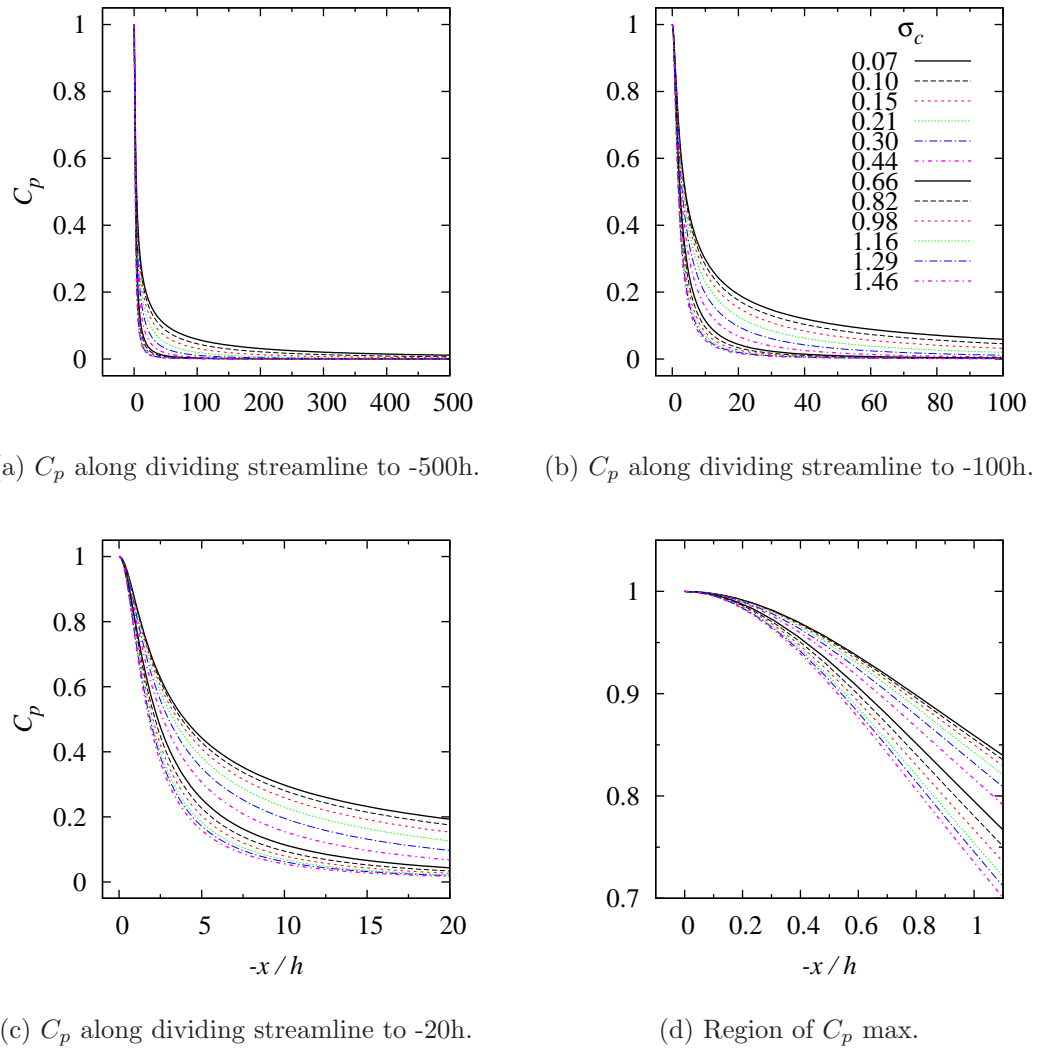 1
0.8
0.6
0.4
0.2
0
C_p
0 100 200 300 400 500
(a) C_p along dividing streamline to -500h.
1
0.8
0.6
0.4
0.2
0
σ_c
0.07
0.10
0.15
0.21
0.30
0.44
0.66
0.82
0.98
1.16
1.29
1.46
0 20 40 60 80 100
(b) C_p along dividing streamline to -100h.
1
0.8
0.6
0.4
0.2
0
C_p
0 5 10 15 20
-x / h
(c) C_p along dividing streamline to -20h.
1
0.9
0.8
0.7
0 0.2 0.4 0.6 0.8 1
-x / h
(d) Region of C_p max.